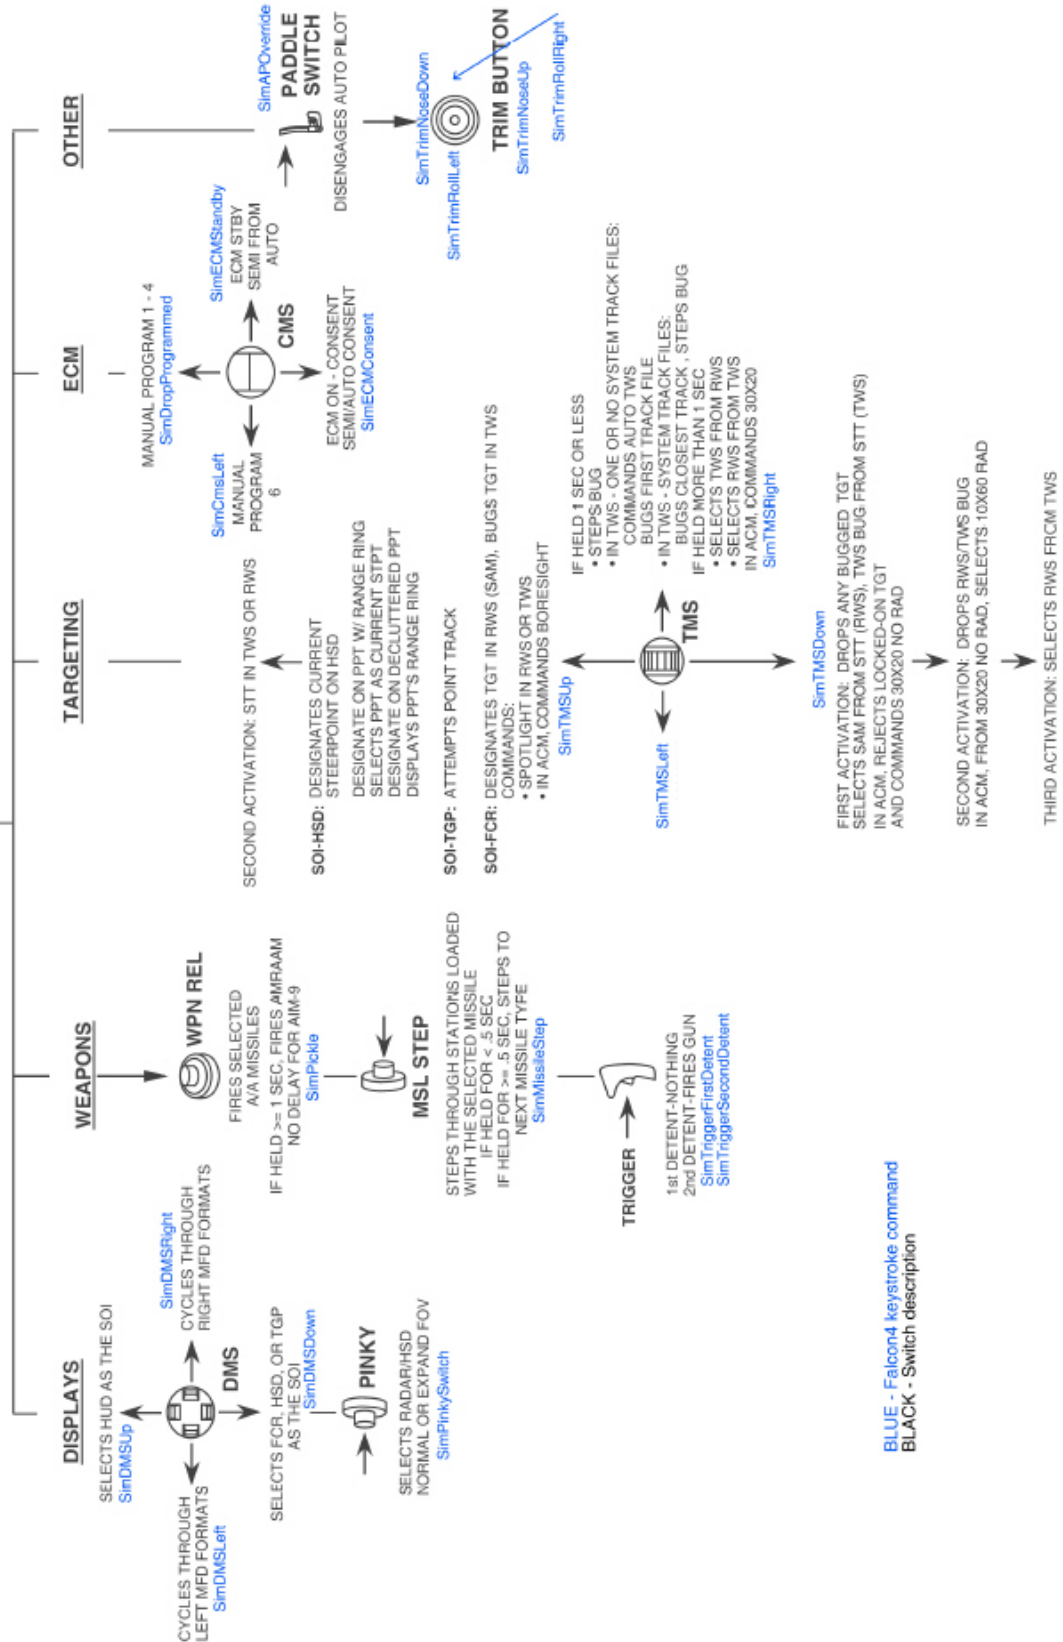 DISPLAYS
SELECTS HUD AS THE SOI
SimDMSUp
CYCLES THROUGH
LEFT MFD FORMATS
SimDMSLeft
SimDMSRight
CYCLES THROUGH
RIGHT MFD FORMATS
DMS
SELECTS FCR, HSD, OR TGP
AS THE SOI
SimDMSDown
PINKY
SELECTS RADAR/HSD
NORMAL OR EXPAND FOV
SimPinkySwitch
WEAPONS
WPN REL
FIRES SELECTED
A/A MISSILES
IF HELD >= 1 SEC, FIRES AMRAAM
NO DELAY FOR AIM-9
SimPickle
MSL STEP
STEPS THROUGH STATIONS LOADED
WITH THE SELECTED MISSILE
IF HELD FOR < .5 SEC
IF HELD FOR >= .5 SEC, STEPS TO
NEXT MISSILE TYPE
SimMissileStep
TRIGGER
1st DETENT-NOTHING
2nd DETENT-FIRES GUN
SimTriggerFirstDetent
SimTriggerSecondDetent
TARGETING
SECOND ACTIVATION: STT IN TWS OR RWS
SOI-HSD: DESIGNATES CURRENT
STEERPOINT ON HSD
DESIGNATE ON PPT W/ RANGE RING
SELECTS PPT AS CURRENT STPT
DESIGNATE ON DECLUTTERED PPT
DISPLAYS PPT'S RANGE RING
SOI-TGP: ATTEMPTS POINT TRACK
SOI-FCR: DESIGNATES TGT IN RWS (SAM), BUGS TGT IN TWS
COMMANDS:
• SPOTLIGHT IN RWS OR TWS
• IN ACM, COMMANDS BORESIGHT
SimTMSUp
SimTMSLeft
TMS
IF HELD 1 SEC OR LESS
• STEPS BUG
• IN TWS - ONE OR NO SYSTEM TRACK FILES:
COMMANDS AUTO TWS
BUGS FIRST TRACK FILE
• IN TWS - SYSTEM TRACK FILES:
BUGS CLOSEST TRACK , STEPS BUG
IF HELD MORE THAN 1 SEC
• SELECTS TWS FROM RWS
• SELECTS RWS FROM TWS
IN ACM, COMMANDS 30X20
SimTMSRight
SimTMSDown
FIRST ACTIVATION: DROPS ANY BUGGED TGT
SELECTS SAM FROM STT (RWS), TWS BUG FROM STT (TWS)
IN ACM, REJECTS LOCKED-ON TGT
AND COMMANDS 30X20 NO RAD
SECOND ACTIVATION: DROPS RWS/TWS BUG
IN ACM, FROM 30X20 NO RAD, SELECTS 10X60 RAD
THIRD ACTIVATION: SELECTS RWS FROM TWS
ECM
MANUAL PROGRAM 1 - 4
SimDropProgrammed
SimCmsLeft
MANUAL
PROGRAM
6
SimECMStandby
ECM STBY
SEMI FROM
AUTO
CMS
ECM ON - CONSENT
SEMI/AUTO CONSENT
SimECMConsent
OTHER
SimAPOverride
PADDLE
SWITCH
DISENGAGES AUTO PILOT
SimTrimNoseDown
SimTrimRollLeft
TRIM BUTTON
SimTrimNoseUp
SimTrimRollRight
BLUE - Falcon4 keystroke command
BLACK - Switch description